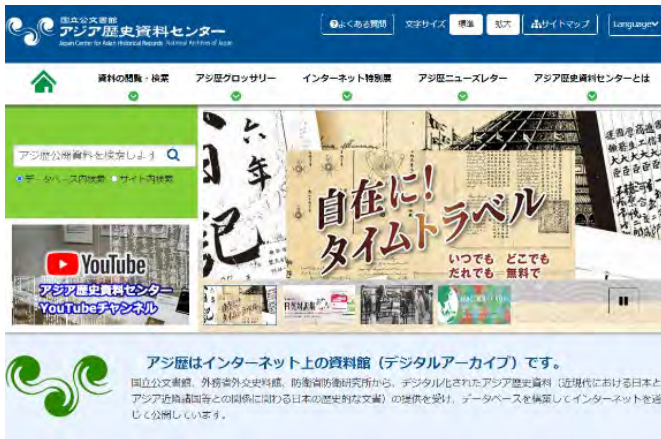 国立公文書館
アジア歴史資料センター
Japan Center for Asian Historical Records, National Archives of Japan
よくある質問
文字サイズ 標準 拡大
サイトマップ
Language
資料の閲覧・検索
アジ歴グロッサリー
インターネット特別展
アジ歴ニューズレター
アジア歴史資料センターとは
アジ歴公開資料を検索します
データベース内検索 サイト内検索
自在に!
タイムトラベル
いつでも どこでも
だれでも 無料で
YouTube
アジア歴史資料センター
YouTubeチャンネル
アジ歴はインターネット上の資料館（デジタルアーカイブ）です。
国立公文書館、外務省外交史料館、防衛省防衛研究所から、デジタル化されたアジア歴史資料（近現代における日本と
アジア近隣諸国等との関係に関わる日本の歴史的な文書）の提供を受け、データベースを構築してインターネットを通
じて公開しています。